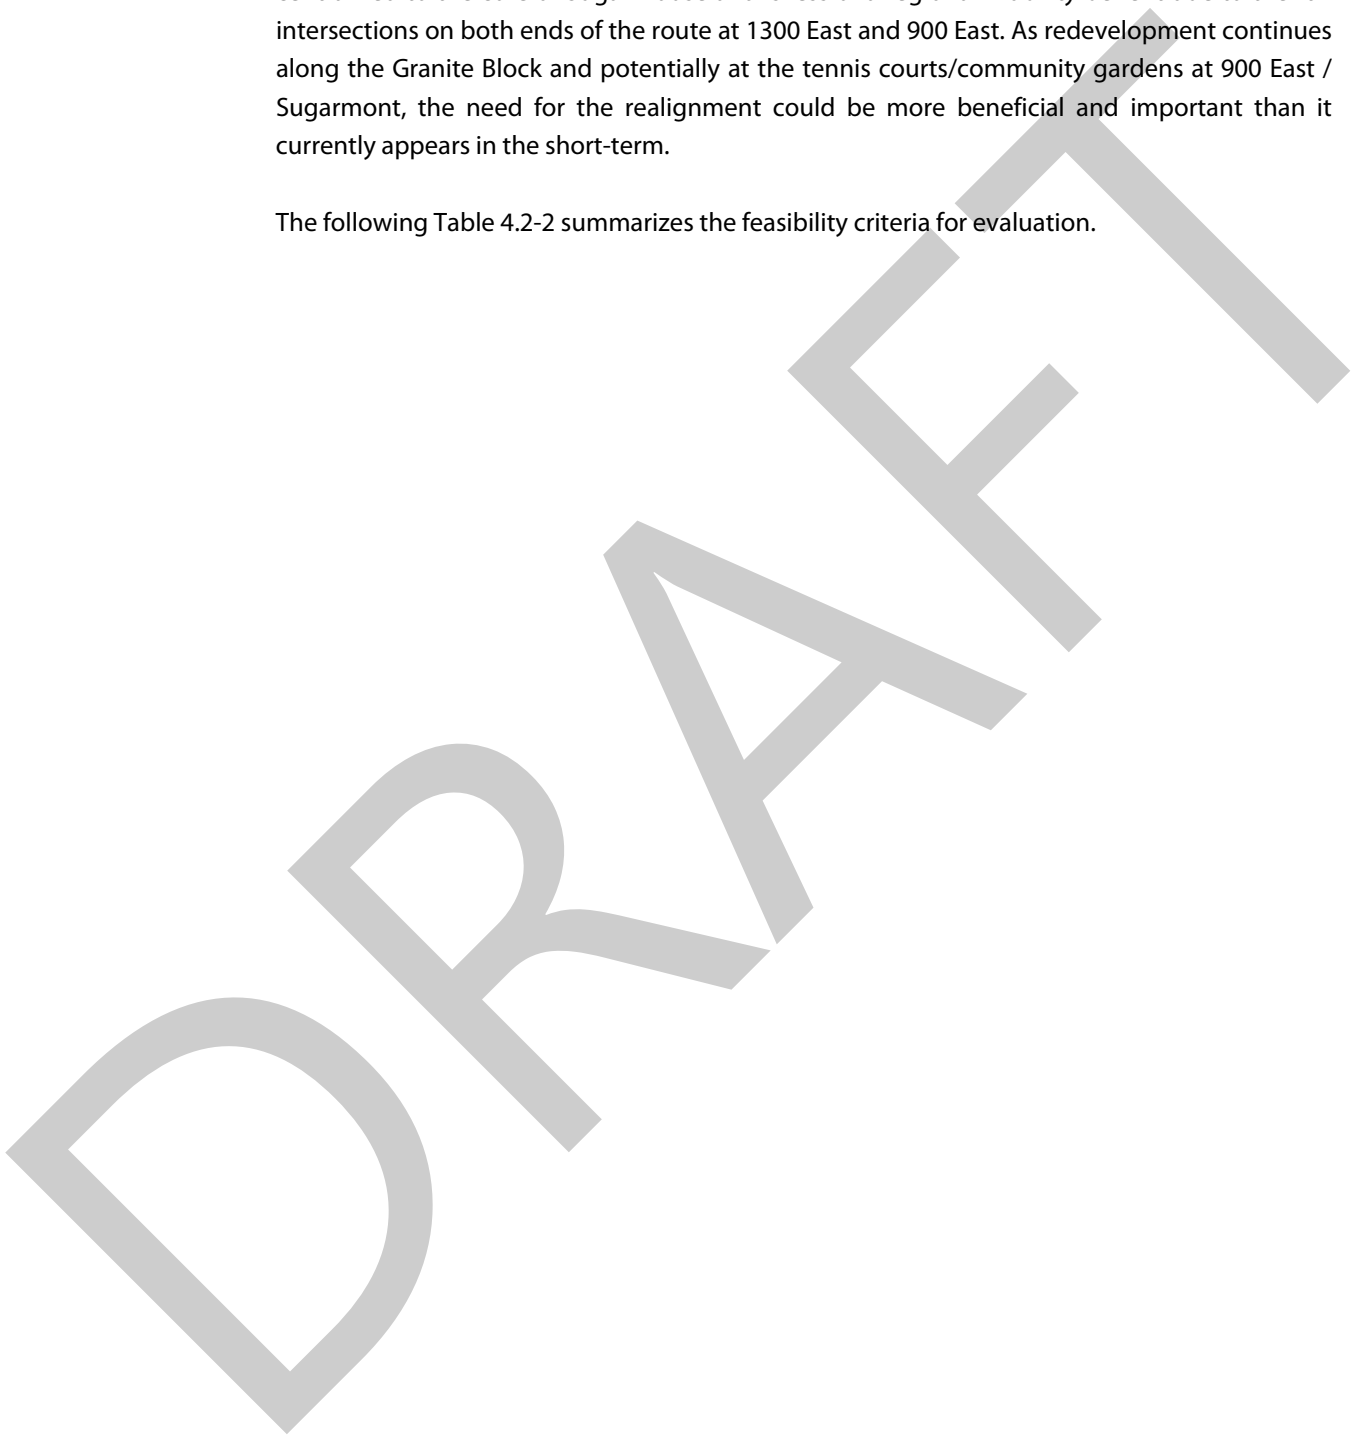 intersections on both ends of the route at 1300 East and 900 East. As redevelopment continues
along the Granite Block and potentially at the tennis courts/community gardens at 900 East /
Sugarmont, the need for the realignment could be more beneficial and important than it
currently appears in the short-term.
The following Table 4.2-2 summarizes the feasibility criteria for evaluation.
DRAFT